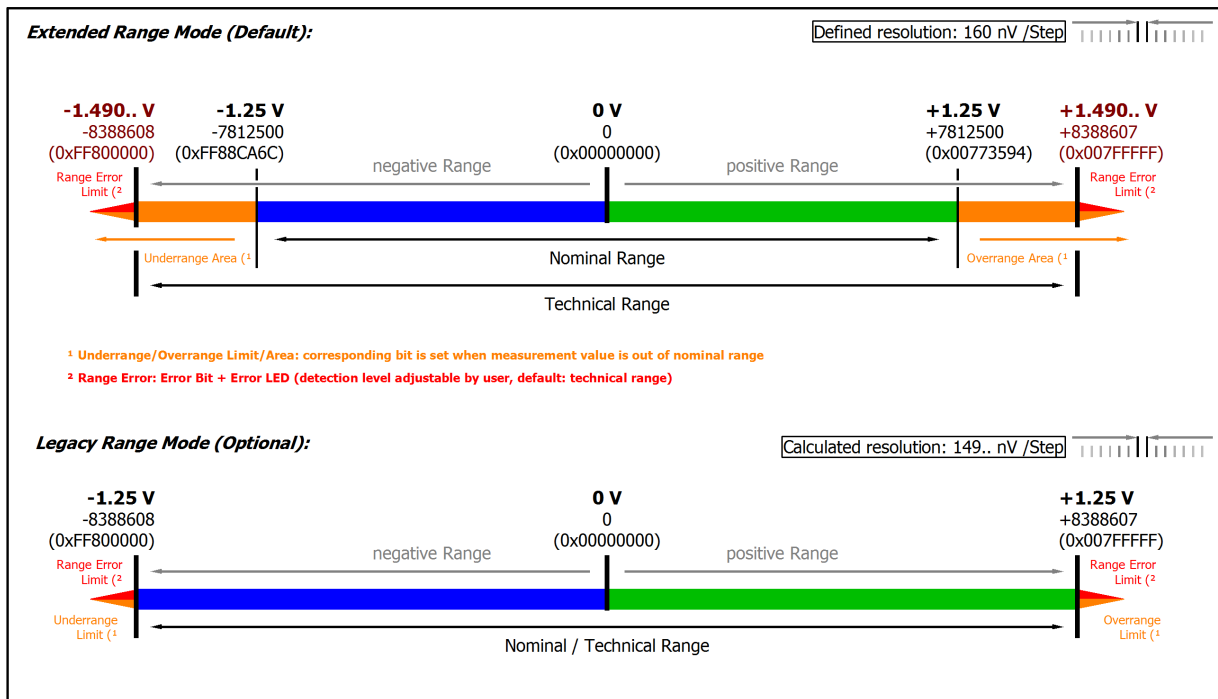 Extended Range Mode (Default):
Defined resolution: 160 nV /Step
-1.490.. V
-8388608
(0xFF800000)
-1.25 V
-7812500
(0xFF88CA6C)
0 V
0
(0x00000000)
+1.25 V
+7812500
(0x00773594)
+1.490.. V
+8388607
(0x007FFFFF)
negative Range
positive Range
Range Error
Limit (²
Range Error
Limit (²
Underrange Area (¹
Nominal Range
Overrange Area (¹
Technical Range
¹ Underrange/Overrange Limit/Area: corresponding bit is set when measurement value is out of nominal range
² Range Error: Error Bit + Error LED (detection level adjustable by user, default: technical range)
Legacy Range Mode (Optional):
Calculated resolution: 149.. nV /Step
-1.25 V
-8388608
(0xFF800000)
0 V
0
(0x00000000)
+1.25 V
+8388607
(0x007FFFFF)
negative Range
positive Range
Range Error
Limit (²
Range Error
Limit (²
Underrange
Limit (¹
Overrange
Limit (¹
Nominal / Technical Range